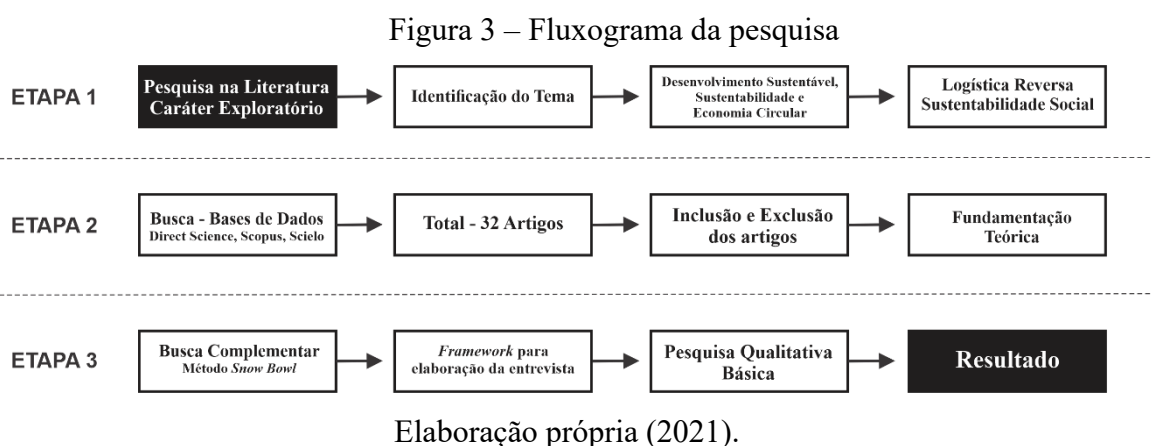 Figura 3 – Fluxograma da pesquisa
ETAPA 1
Pesquisa na Literatura
Caráter Exploratório
Identificação do Tema
Desenvolvimento Sustentável,
Sustentabilidade e
Economia Circular
Logística Reversa
Sustentabilidade Social
ETAPA 2
Busca - Bases de Dados
Direct Science, Scopus, Scielo
Total - 32 Artigos
Inclusão e Exclusão
dos artigos
Fundamentação
Teórica
ETAPA 3
Busca Complementar
Método Snow Bowl
Framework para
elaboração da entrevista
Pesquisa Qualitativa
Básica
Resultado
Elaboração própria (2021).